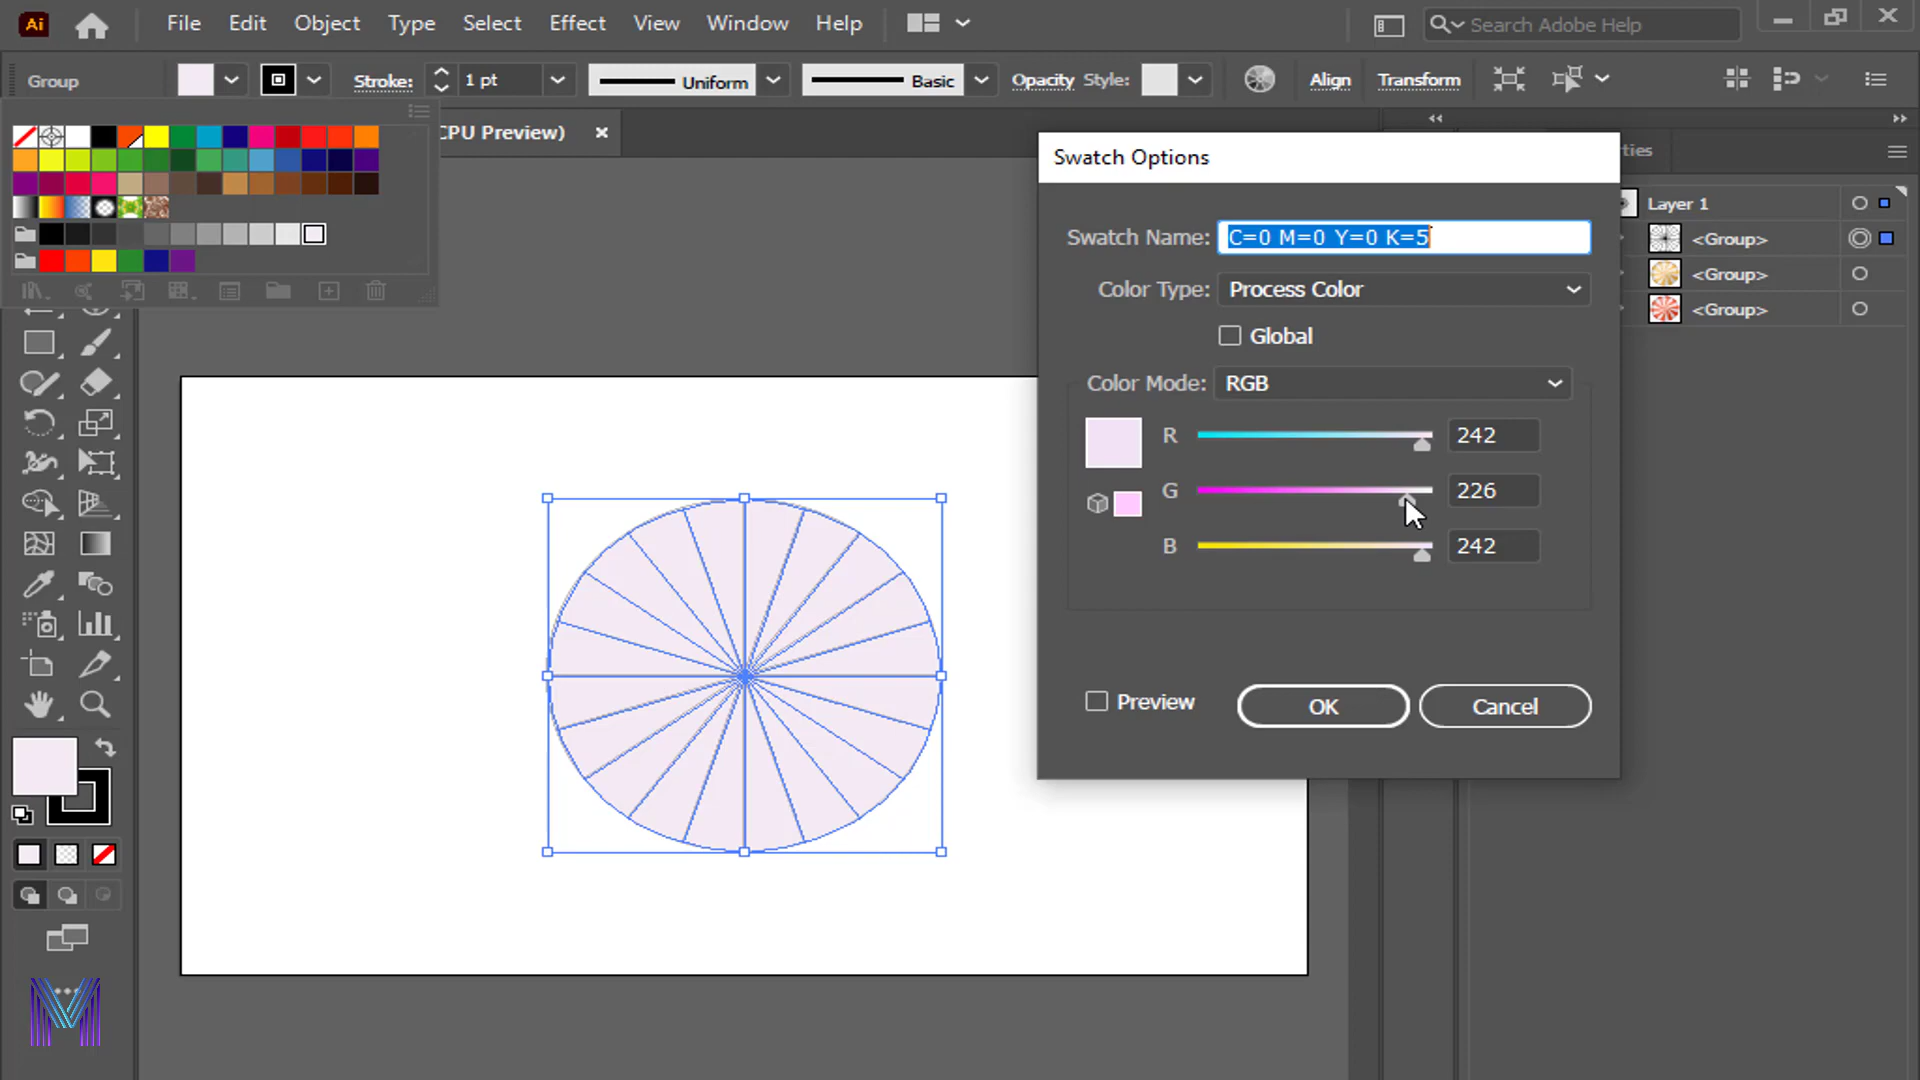 Ai File Edit Object Type Select Effect View Window Help Search Adobe Help
Group Stroke: 1 pt Uniform Basic Opacity Style: Align Transform
CPU Preview) ×
Swatch Options
Swatch Name: C=0 M=0 Y=0 K=5
Color Type: Process Color
Global
Color Mode: RGB
R 242
G 226
B 242
Preview OK Cancel
ties
Layer 1
<Group>
<Group>
<Group>
M